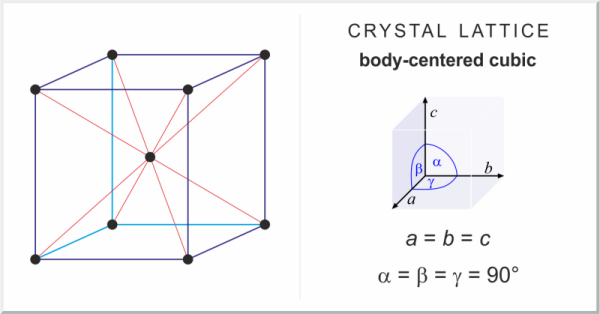 CRYSTAL LATTICE
body-centered cubic
c
α
β
b
γ
a
a = b = c
α = β = γ = 90°